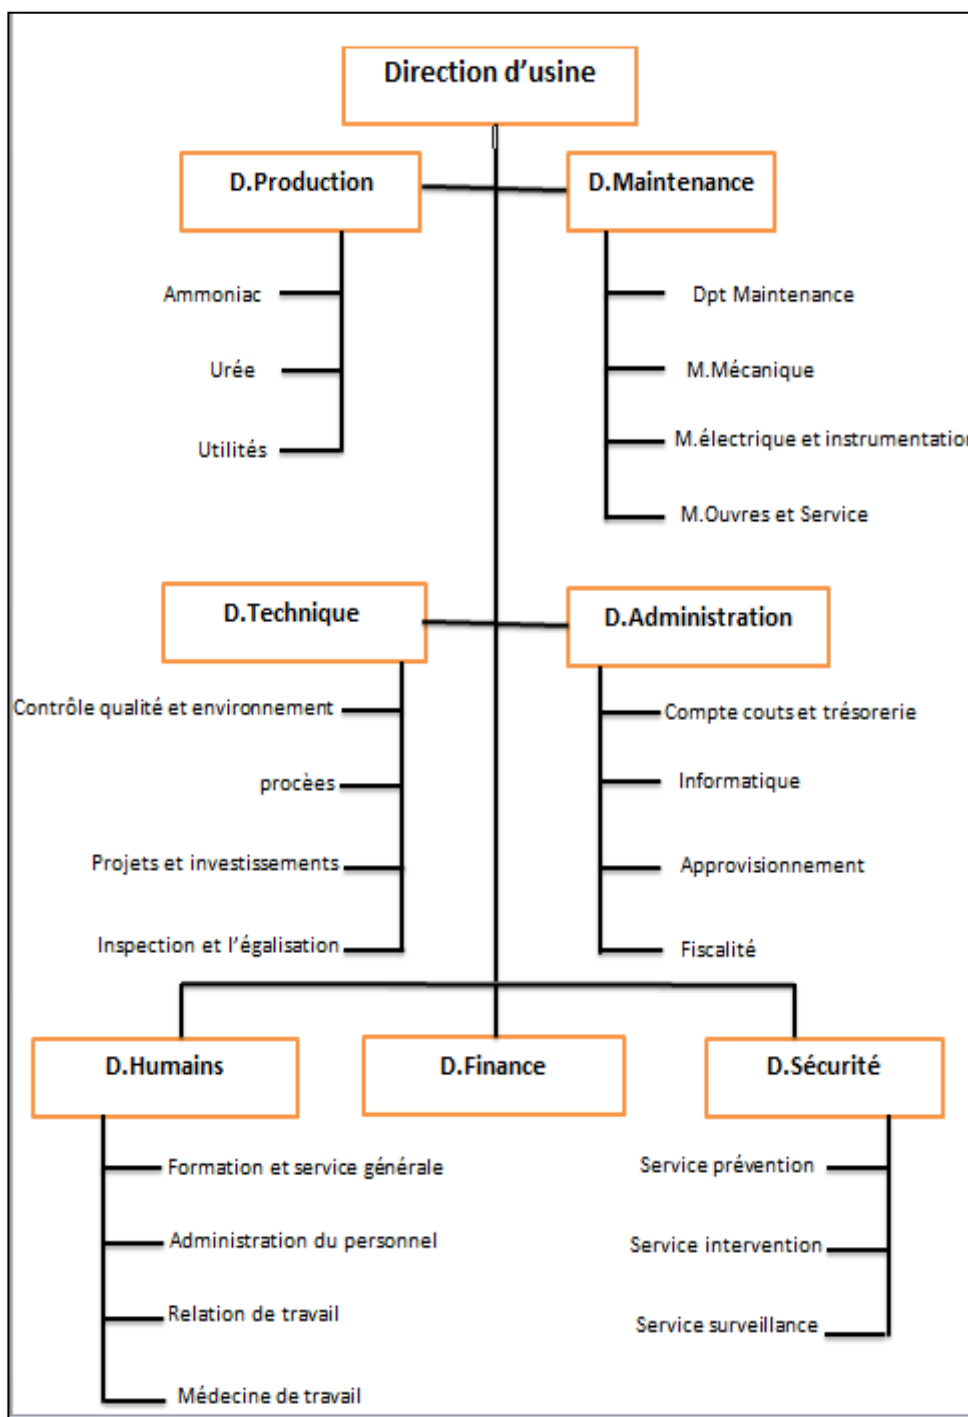 Direction d'usine
D.Production
D.Maintenance
Ammoniac
Urée
Utilités
Dpt Maintenance
M.Mécanique
M.électrique et instrumentation
M.Ouvres et Service
D.Technique
D.Administration
Contrôle qualité et environnement
procèes
Projets et investissements
Inspection et l'égalisation
Compte couts et trésorerie
Informatique
Approvisionnement
Fiscalité
D.Humains
D.Finance
D.Sécurité
Formation et service générale
Administration du personnel
Relation de travail
Médecine de travail
Service prévention
Service intervention
Service surveillance